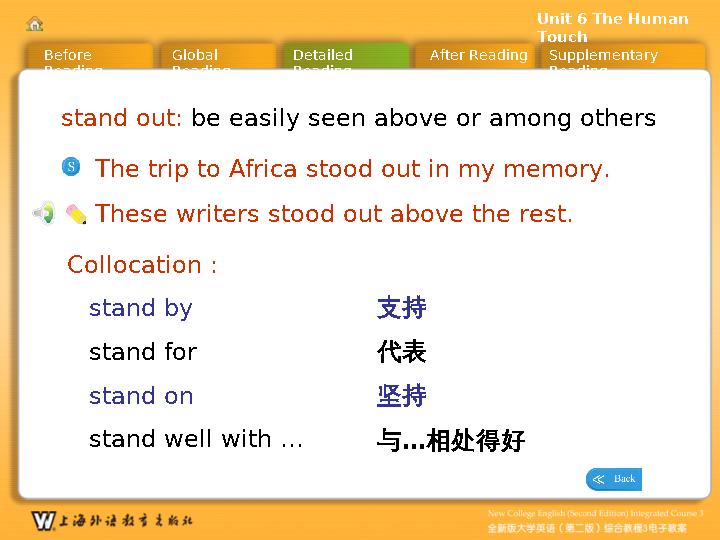 Unit 6 The Human
Touch
Before
Reading
Global
Reading
Detailed
Reading
After Reading
Supplementary
Reading
stand out: be easily seen above or among others
S
The trip to Africa stood out in my memory.
These writers stood out above the rest.
Collocation :
stand by 支持
stand for 代表
stand on 坚持
stand well with … 与…相处得好
Back
W 上海外语教育出版社
New College English (Second Edition) Integrated Course 3
全新版大学英语(第二版)综合教程3电子教案